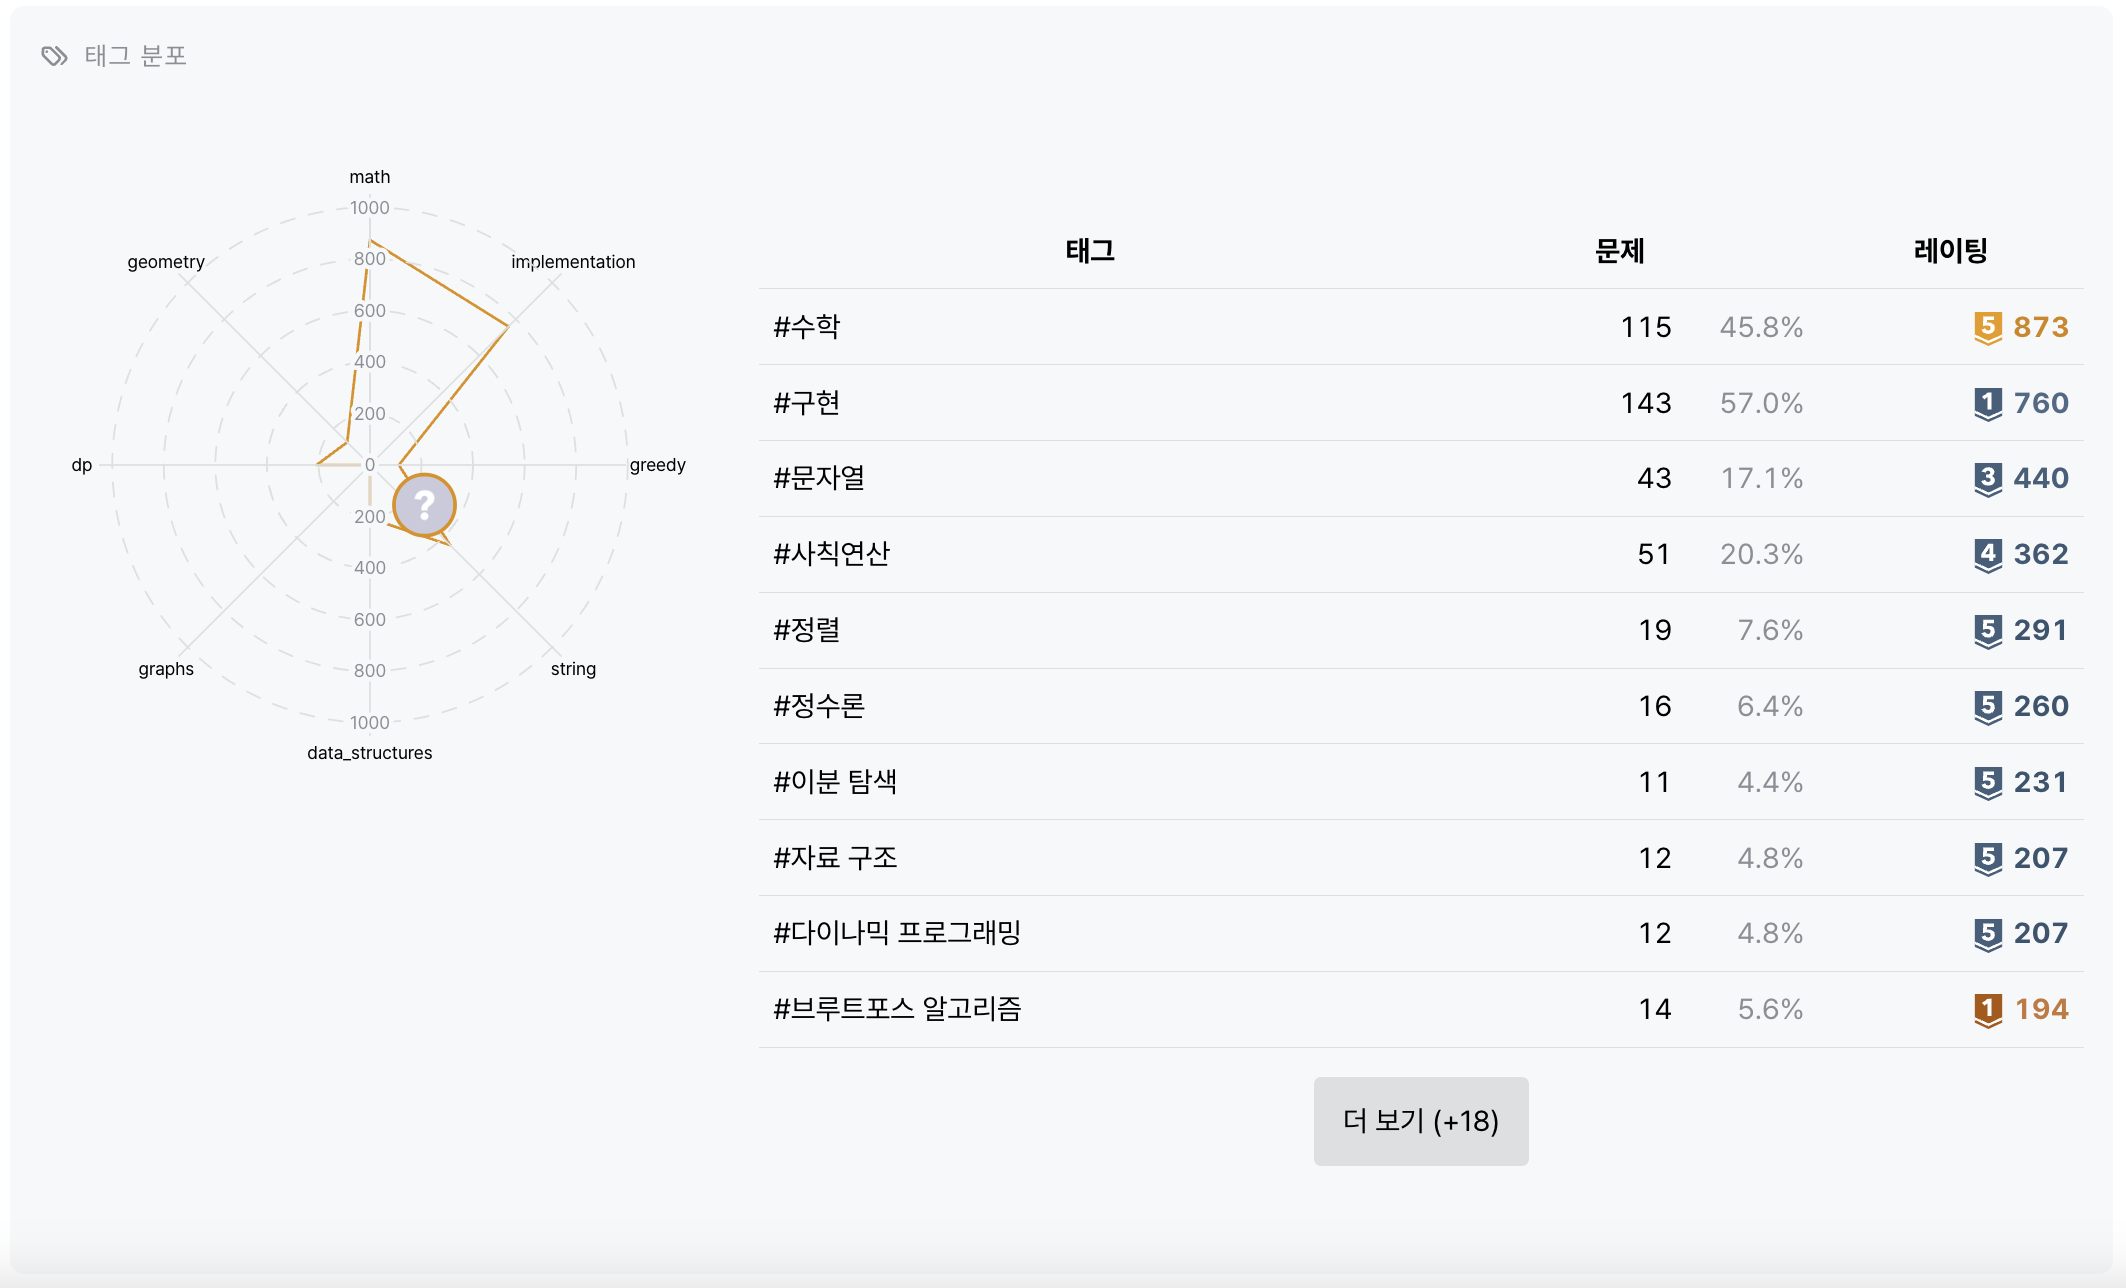 태그 분포
math
1000
geometry
800
implementation
600
400
200
dp
0
greedy
?
200
400
600
graphs
800
string
1000
data_structures
태그 문제 레이팅
#수학 115 45.8% 5 873
#구현 143 57.0% 1 760
#문자열 43 17.1% 3 440
#사칙연산 51 20.3% 4 362
#정렬 19 7.6% 5 291
#정수론 16 6.4% 5 260
#이분 탐색 11 4.4% 5 231
#자료 구조 12 4.8% 5 207
#다이나믹 프로그래밍 12 4.8% 5 207
#브루트포스 알고리즘 14 5.6% 1 194
더 보기 (+18)